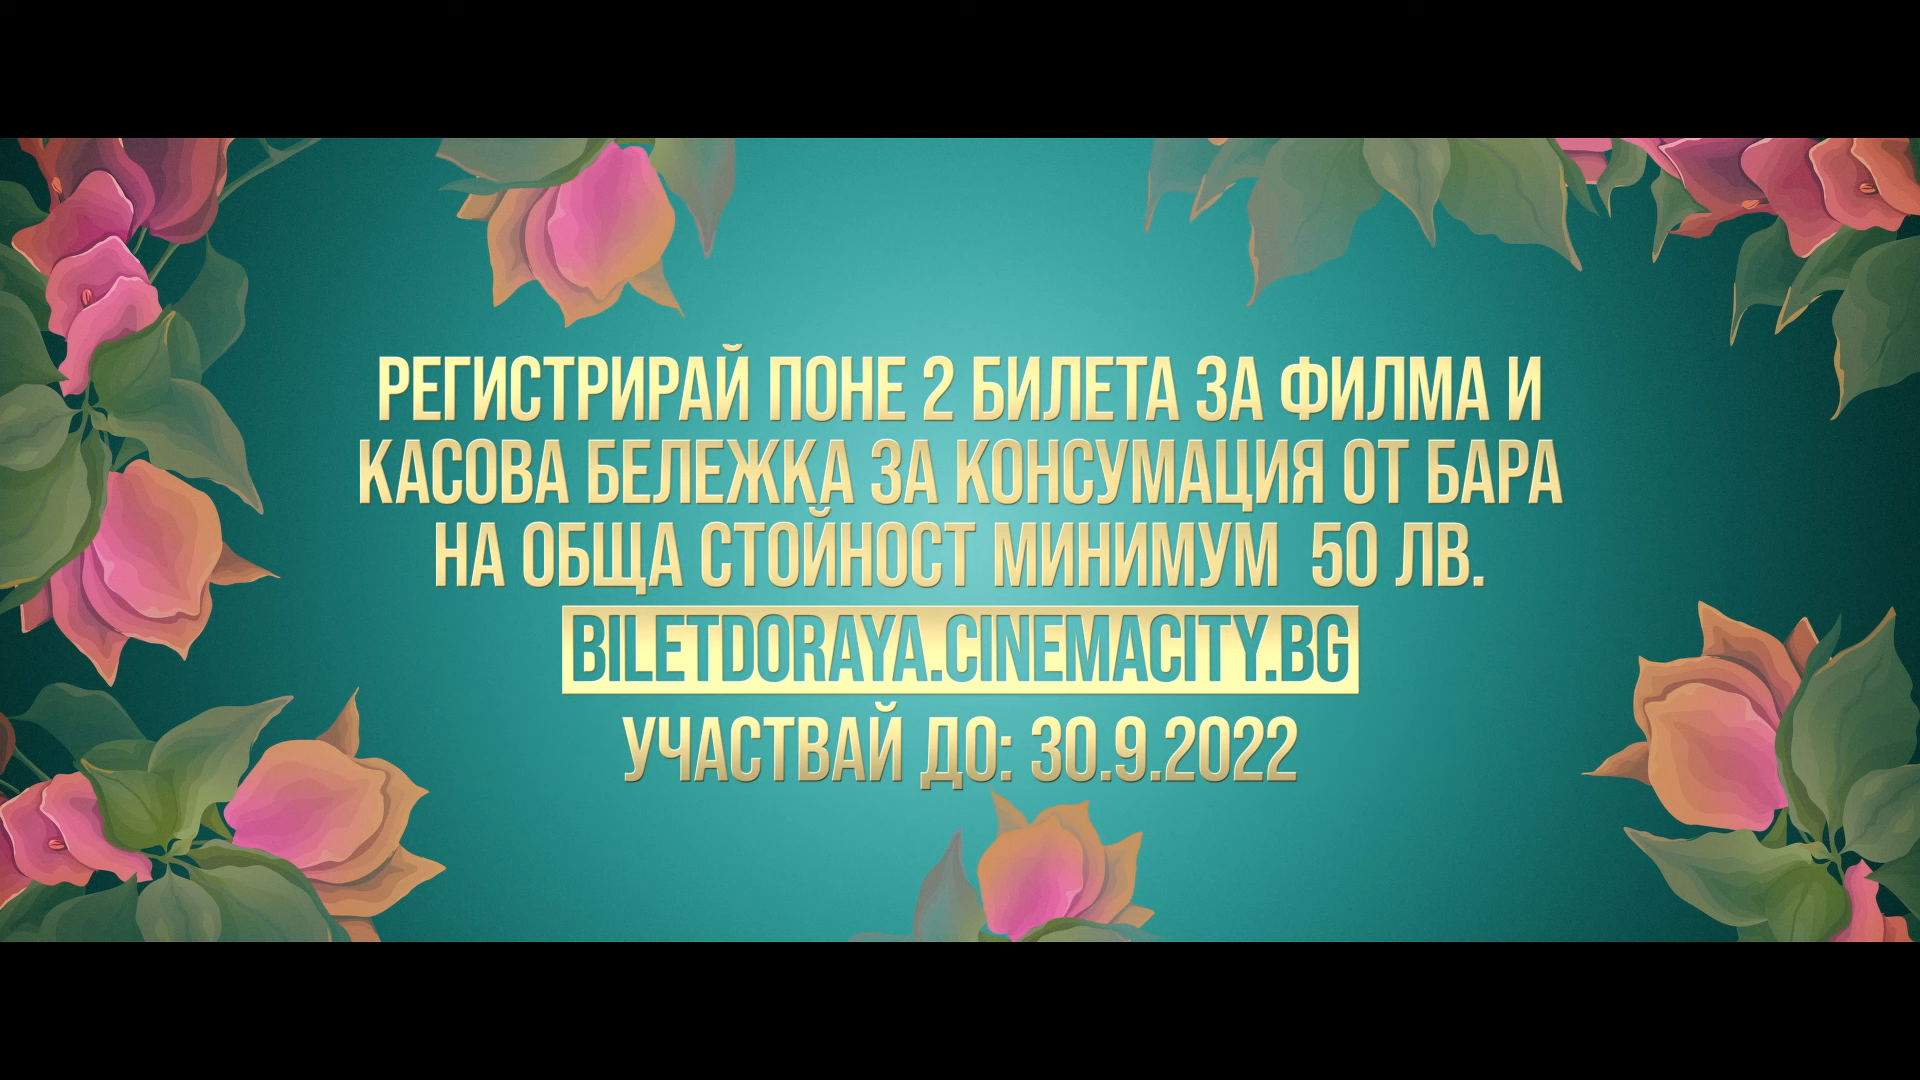 РЕГИСТРИРАЙ ПОНЕ 2 БИЛЕТА ЗА ФИЛМА И
КАСОВА БЕЛЕЖКА ЗА КОНСУМАЦИЯ ОТ БАРА
НА ОБЩА СТОЙНОСТ МИНИМУМ 50 ЛВ.
BILETDORAYA.CINEMACITY.BG
УЧАСТВАЙ ДО: 30.9.2022